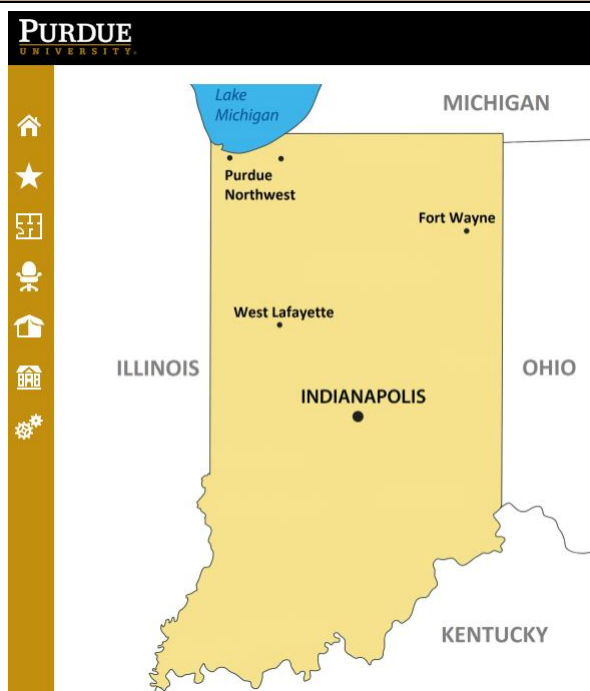 PURDUE
UNIVERSITY.
Lake
Michigan
MICHIGAN
Purdue
Northwest
Fort Wayne
West Lafayette
ILLINOIS
OHIO
INDIANAPOLIS
KENTUCKY